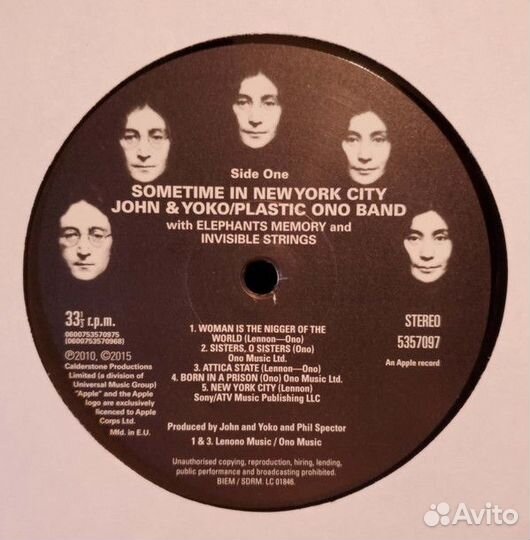 Side One
SOMETIME IN NEW YORK CITY
JOHN & YOKO/PLASTIC ONO BAND
with ELEPHANTS MEMORY and
INVISIBLE STRINGS
33⅓ r.p.m.
0600753570975
(0600753570968)
℗2010, ©2015
Calderstone Productions
Limited (a division of
Universal Music Group)
"Apple" and the Apple
logo are exclusively
licenced to Apple
Corps Ltd.
Mfd. in E.U.
1. WOMAN IS THE NIGGER OF THE
WORLD (Lennon—Ono)
2. SISTERS, O SISTERS (Ono)
Ono Music Ltd.
3. ATTICA STATE (Lennon—Ono)
4. BORN IN A PRISON (Ono) Ono Music Ltd.
5. NEW YORK CITY (Lennon)
Sony/ATV Music Publishing LLC
STEREO
5357097
An Apple record
Produced by John and Yoko and Phil Spector
1 & 3. Lenono Music / Ono Music
Unauthorised copying, reproduction, hiring, lending,
public performance and broadcasting prohibited.
BIEM / SDRM. LC 01846.
Avito